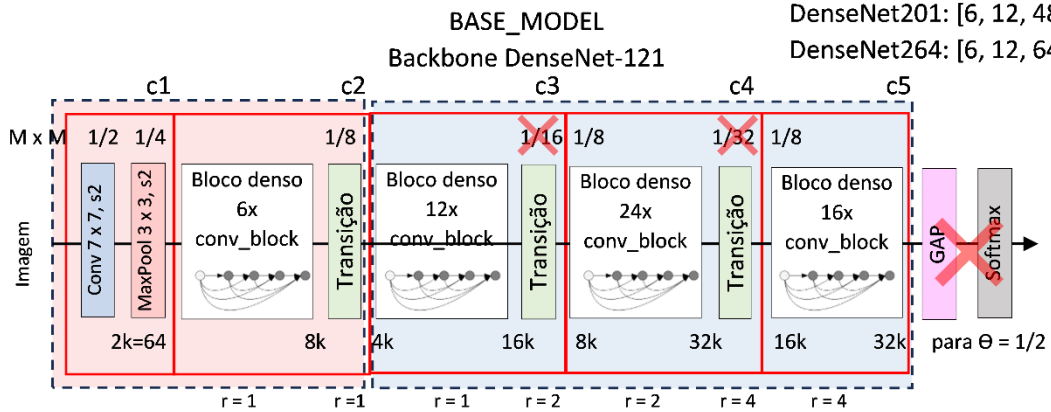 BASE_MODEL
Backbone DenseNet-121
DenseNet201: [6, 12, 48
DenseNet264: [6, 12, 64
c1 c2 c3 c4 c5
M x M 1/2 1/4 1/8 1/16 1/8 1/32 1/8
Imagem
Conv 7 x 7, s2
MaxPool 3 x 3, s2
Bloco denso
6x
conv_block
Transição
Bloco denso
12x
conv_block
Transição
Bloco denso
24x
conv_block
Transição
Bloco denso
16x
conv_block
GAP
Softmax
2k=64 8k 4k 16k 8k 32k 16k 32k para Θ = 1/2
r = 1 r =1 r = 1 r = 2 r = 2 r = 4 r = 4